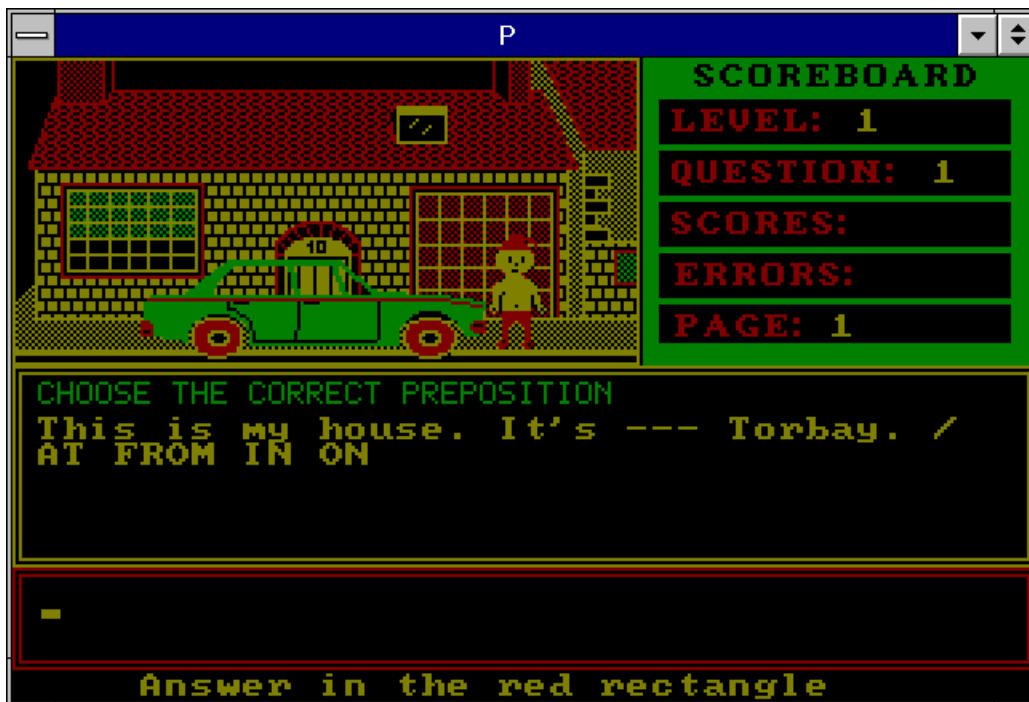 P
SCOREBOARD
LEVEL: 1
QUESTION: 1
SCORES:
ERRORS:
PAGE: 1
10
CHOOSE THE CORRECT PREPOSITION
This is my house. It's --- Torbay. /
AT FROM IN ON
Answer in the red rectangle